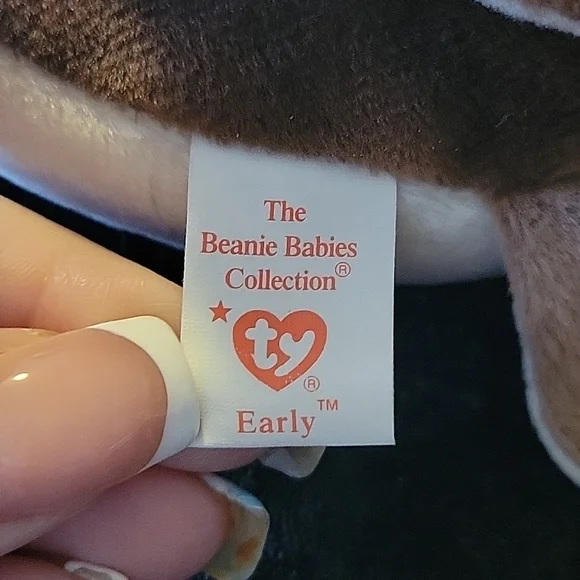 The
Beanie Babies
Collection®
★ ty®
Early™